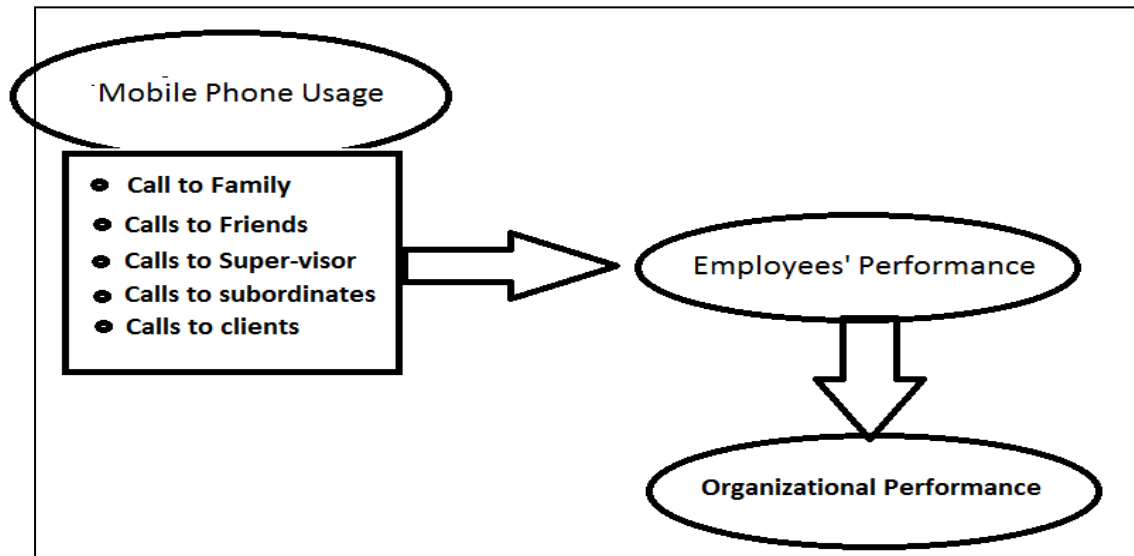 Mobile Phone Usage
Call to Family
Calls to Friends
Calls to Super-visor
Calls to subordinates
Calls to clients
Employees' Performance
Organizational Performance